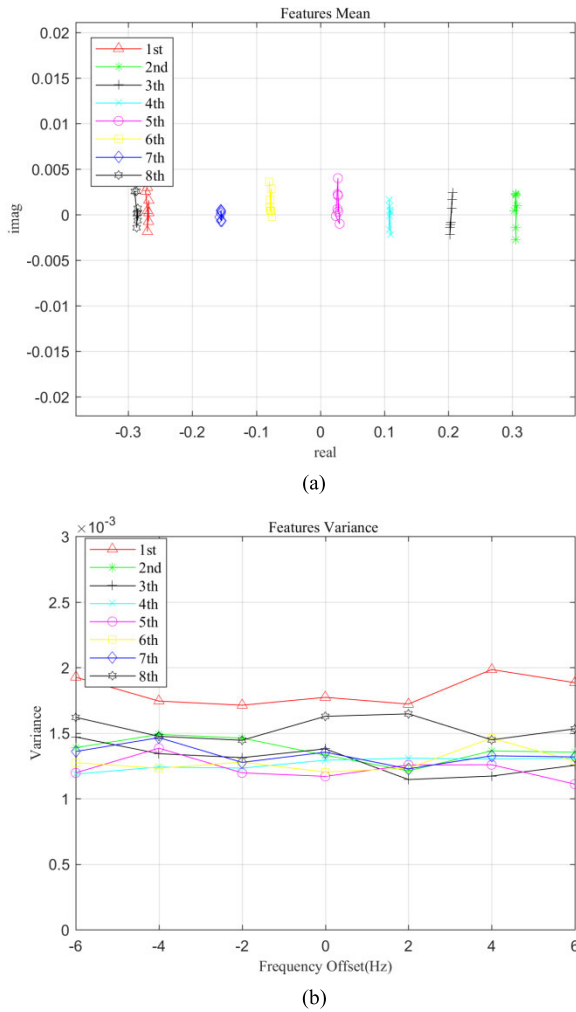 Features Mean
0.02
0.015
0.01
0.005
0
-0.005
-0.01
-0.015
-0.02
imag
1st
2nd
3th
4th
5th
6th
7th
8th
-0.3
-0.2
-0.1
0
0.1
0.2
0.3
real
(a)
×10-3
Features Variance
3
2.5
2
1.5
1
0.5
0
Variance
1st
2nd
3th
4th
5th
6th
7th
8th
-6
-4
-2
0
2
4
6
Frequency Offset(Hz)
(b)